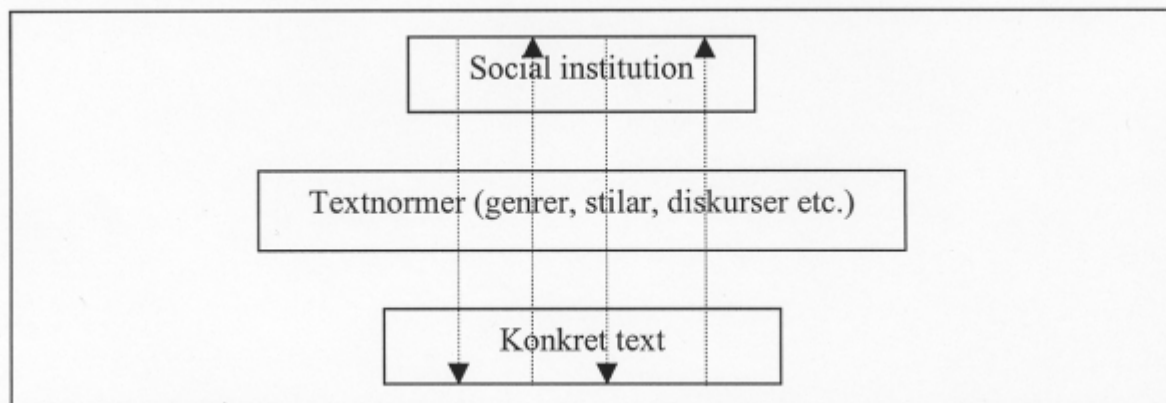 Social institution
Textnormer (genrer, stilar, diskurser etc.)
Konkret text